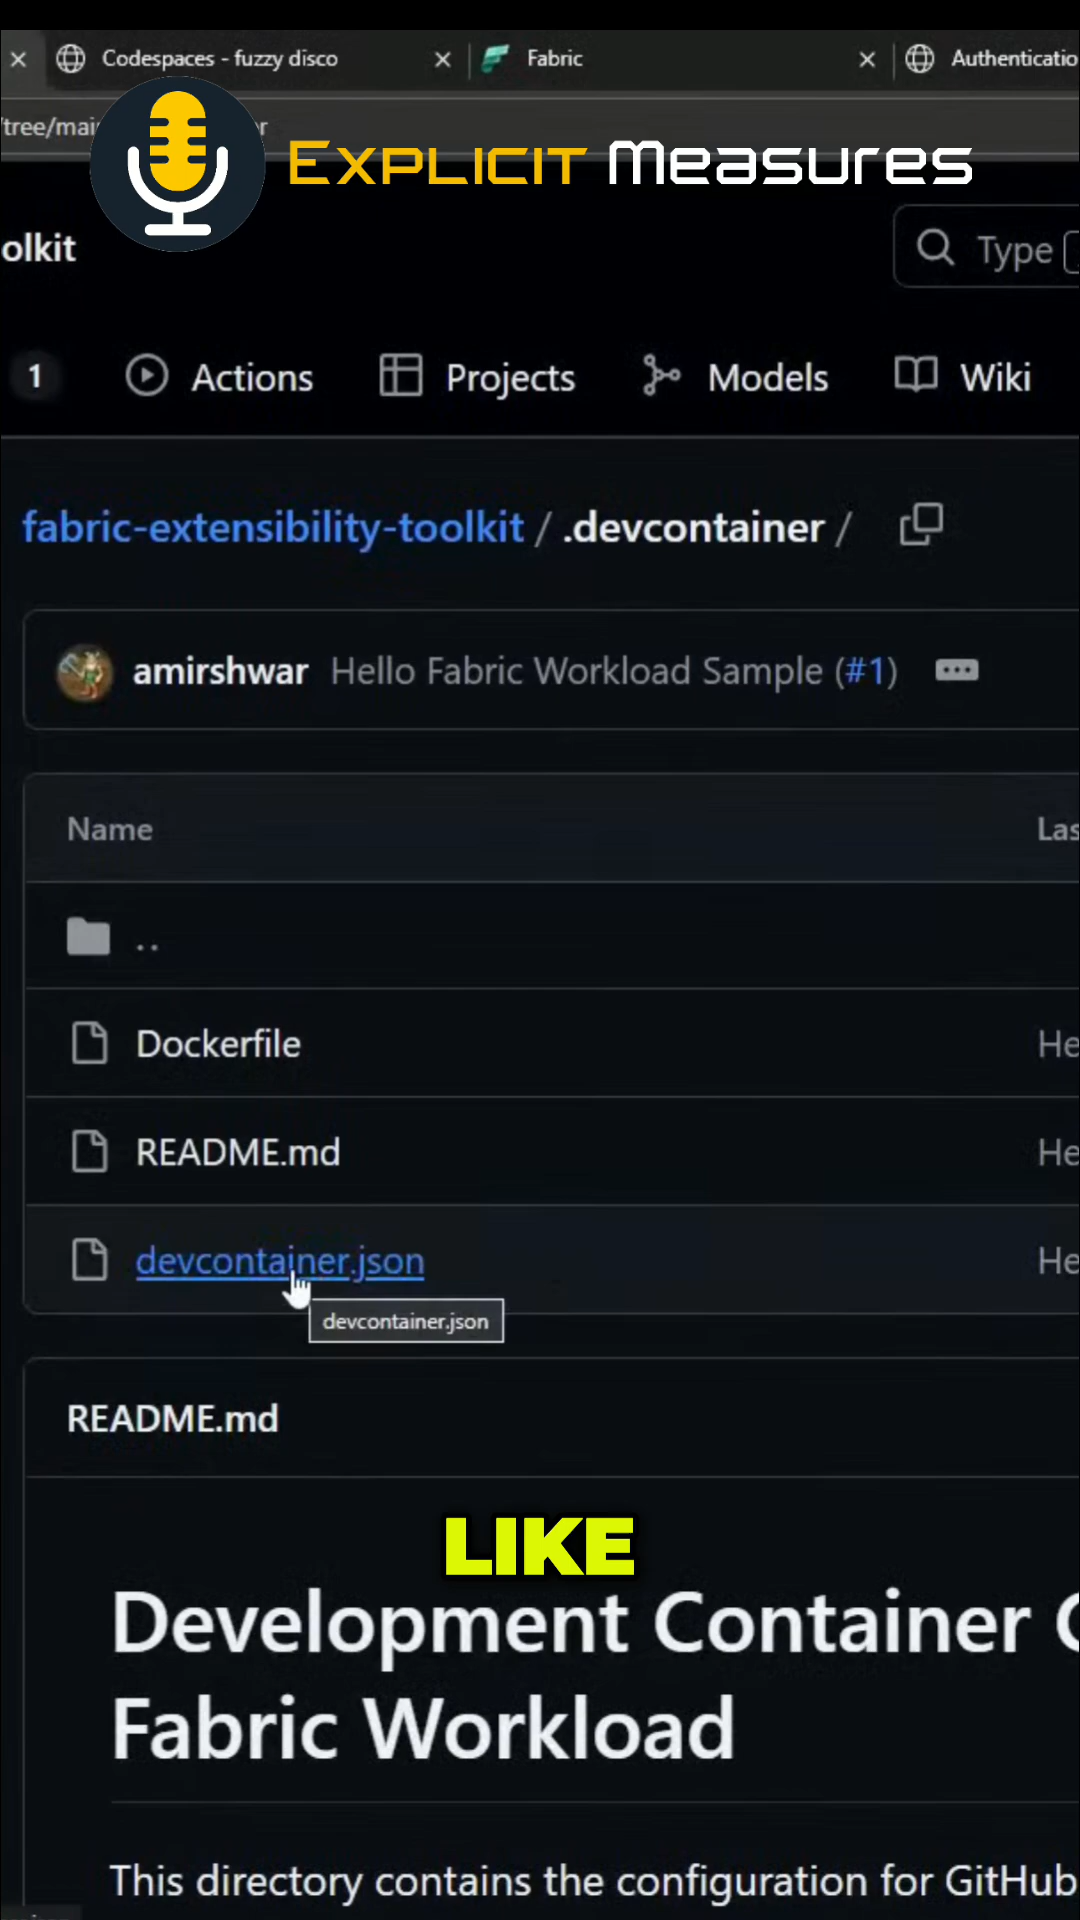 Codespaces - fuzzy disco
Fabric
Authenticatio
/tree/mai
r
Explicit Measures
olkit
Type
1
Actions
Projects
Models
Wiki
fabric-extensibility-toolkit / .devcontainer /
amirshwar Hello Fabric Workload Sample (#1)
Name
Las
..
Dockerfile
He
README.md
He
devcontainer.json
He
devcontainer.json
README.md
LIKE
Development Container C
Fabric Workload
This directory contains the configuration for GitHub